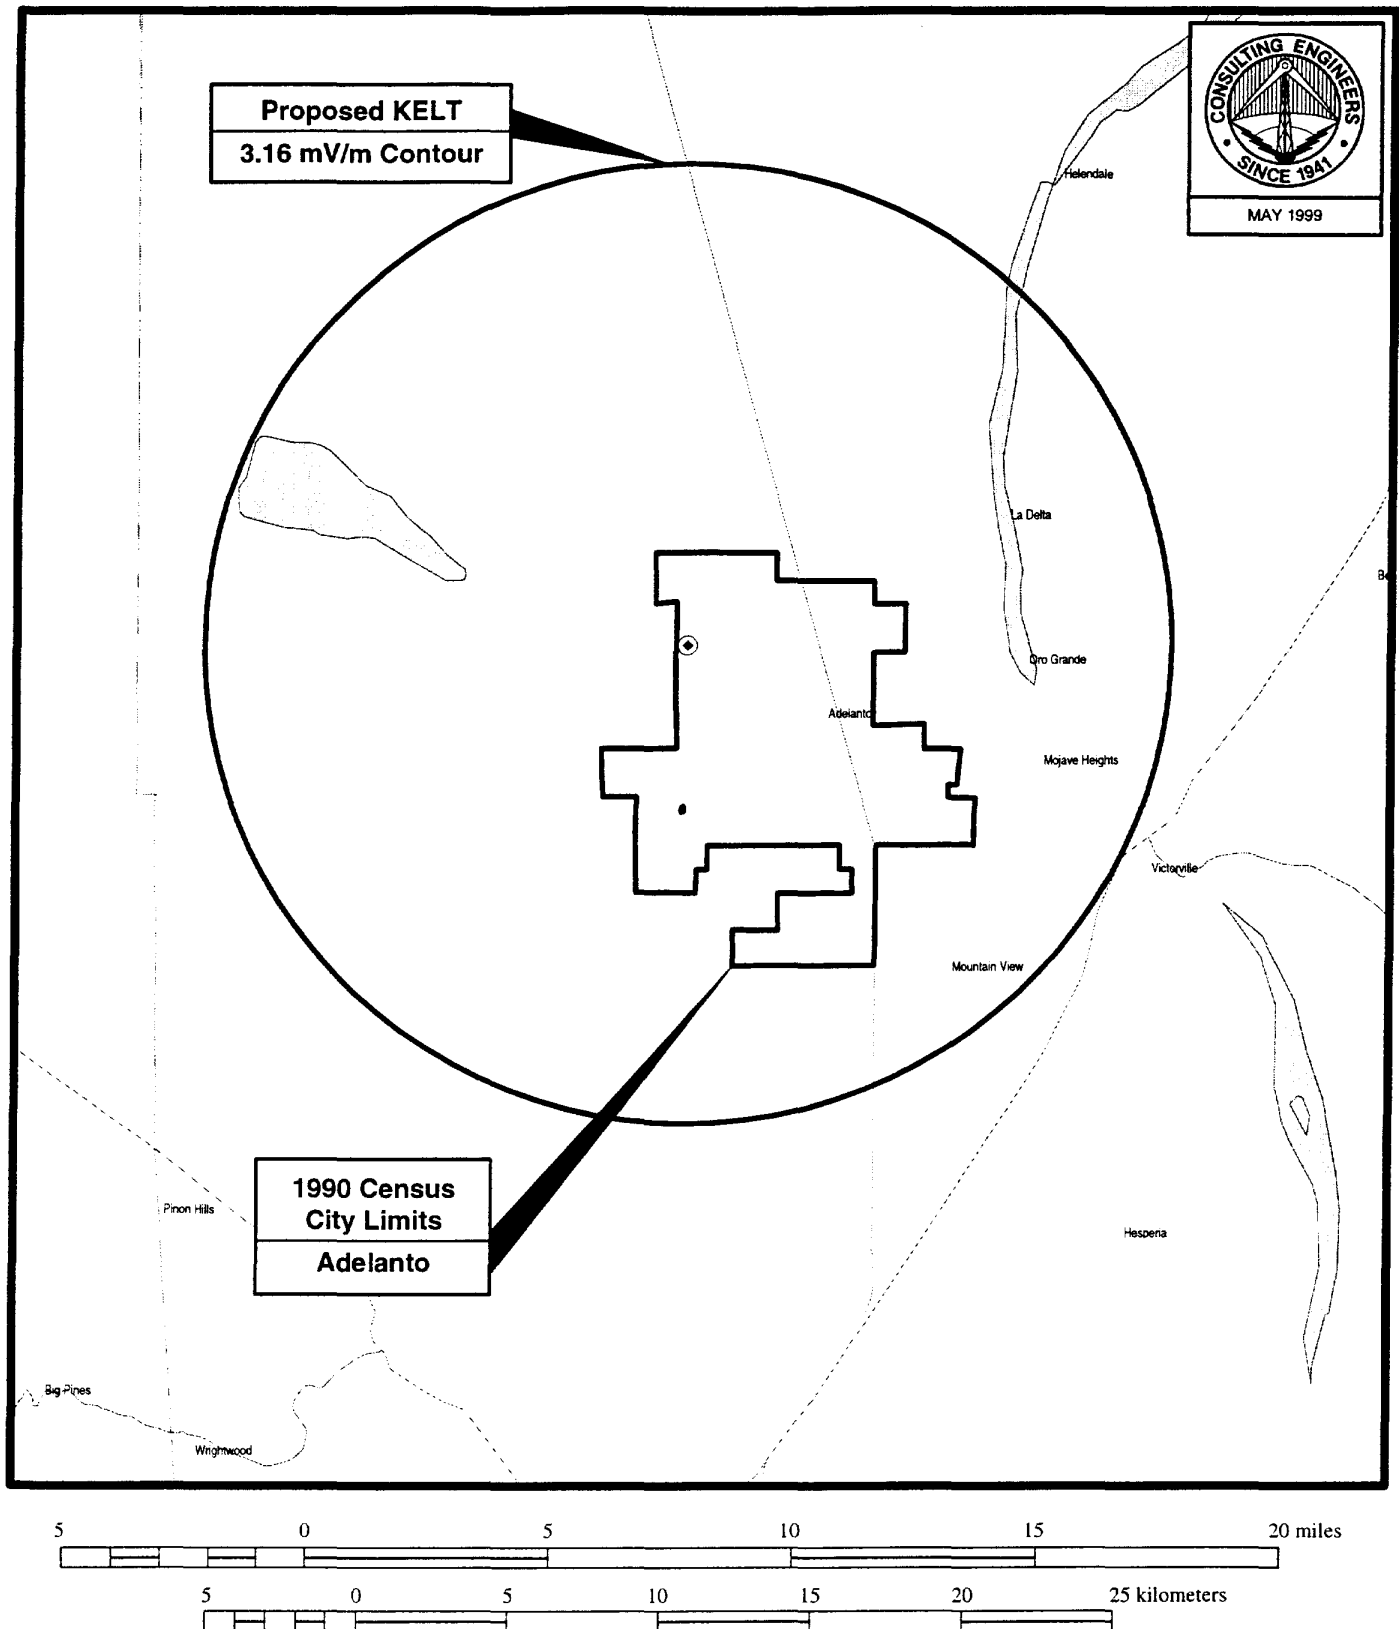 Proposed KELT
3.16 mV/m Contour
CONSULTING ENGINEERS
• SINCE 1941 •
MAY 1999
Helendale
La Delta
Be
Oro Grande
Adelanto
Mojave Heights
Victorville
Mountain View
1990 Census
City Limits
Adelanto
Pinon Hills
Hesperia
Big Pines
Wrightwood
5 0 5 10 15 20 miles
5 0 5 10 15 20 25 kilometers